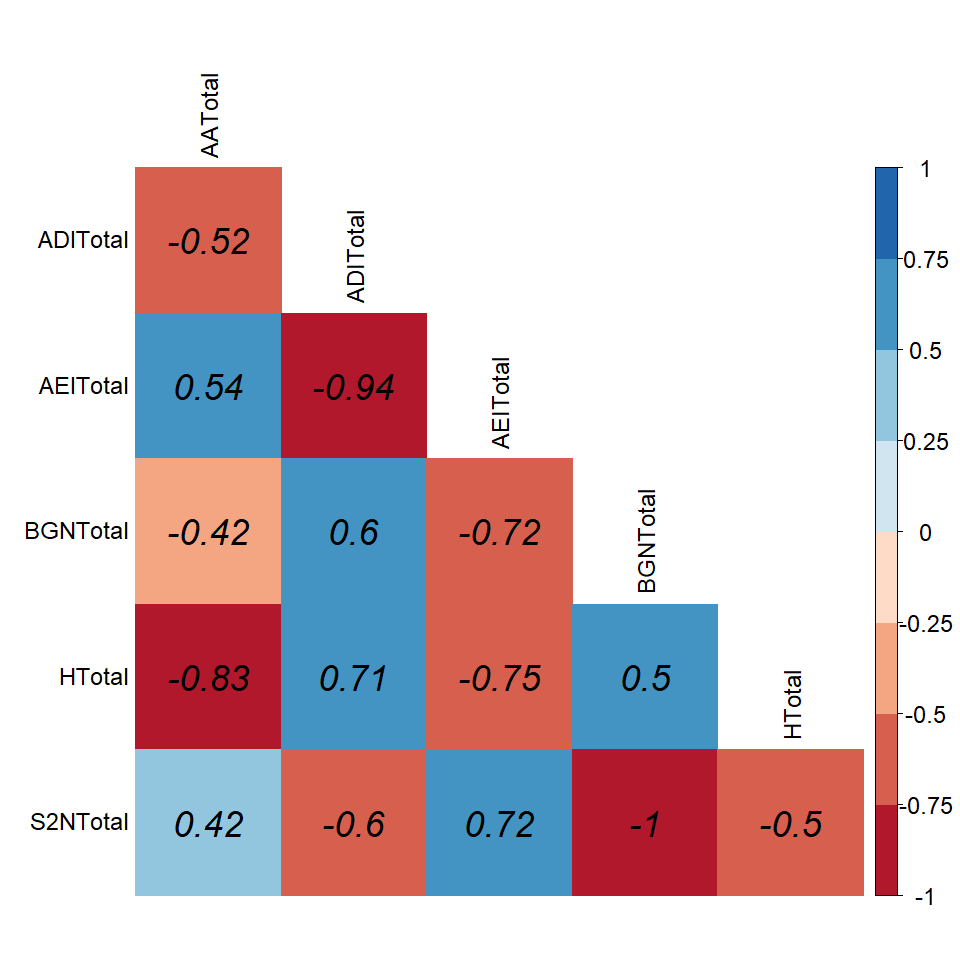 AATotal
ADITotal -0.52 ADITotal
AEITotal 0.54 -0.94 AEITotal
BGNTotal -0.42 0.6 -0.72 BGNTotal
HTotal -0.83 0.71 -0.75 0.5 HTotal
S2NTotal 0.42 -0.6 0.72 -1 -0.5
1
0.75
0.5
0.25
0
-0.25
-0.5
-0.75
-1